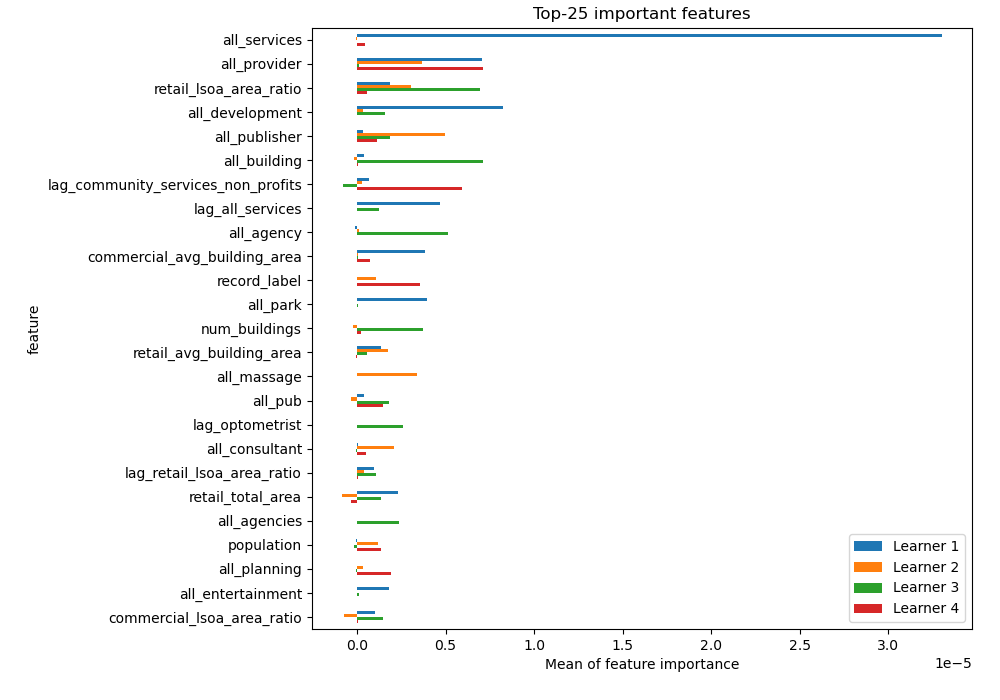 Top-25 important features
all_services
all_provider
retail_lsoa_area_ratio
all_development
all_publisher
all_building
lag_community_services_non_profits
lag_all_services
all_agency
commercial_avg_building_area
record_label
all_park
num_buildings
retail_avg_building_area
all_massage
all_pub
lag_optometrist
all_consultant
lag_retail_lsoa_area_ratio
retail_total_area
all_agencies
population
all_planning
all_entertainment
commercial_lsoa_area_ratio
feature
Learner 1
Learner 2
Learner 3
Learner 4
0.0 0.5 1.0 1.5 2.0 2.5 3.0
1e−5
Mean of feature importance